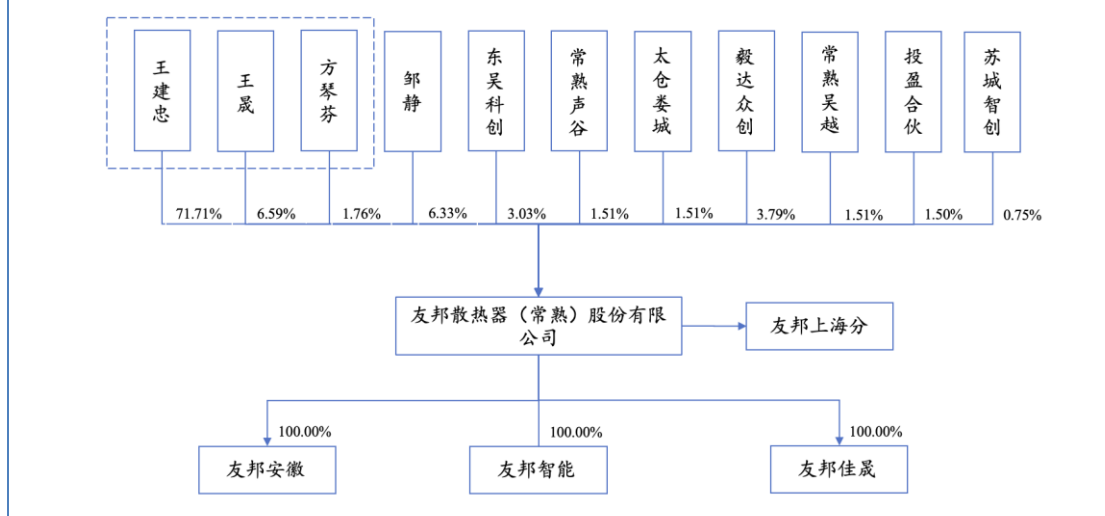 王建忠
王晟
方琴芬
邹静
东吴科创
常熟声谷
太仓娄城
毅达众创
常熟吴越
投盈合伙
苏城智创
71.71%
6.59%
1.76%
6.33%
3.03%
1.51%
1.51%
3.79%
1.51%
1.50%
0.75%
友邦散热器（常熟）股份有限
公司
友邦上海分
100.00%
100.00%
100.00%
友邦安徽
友邦智能
友邦佳晟